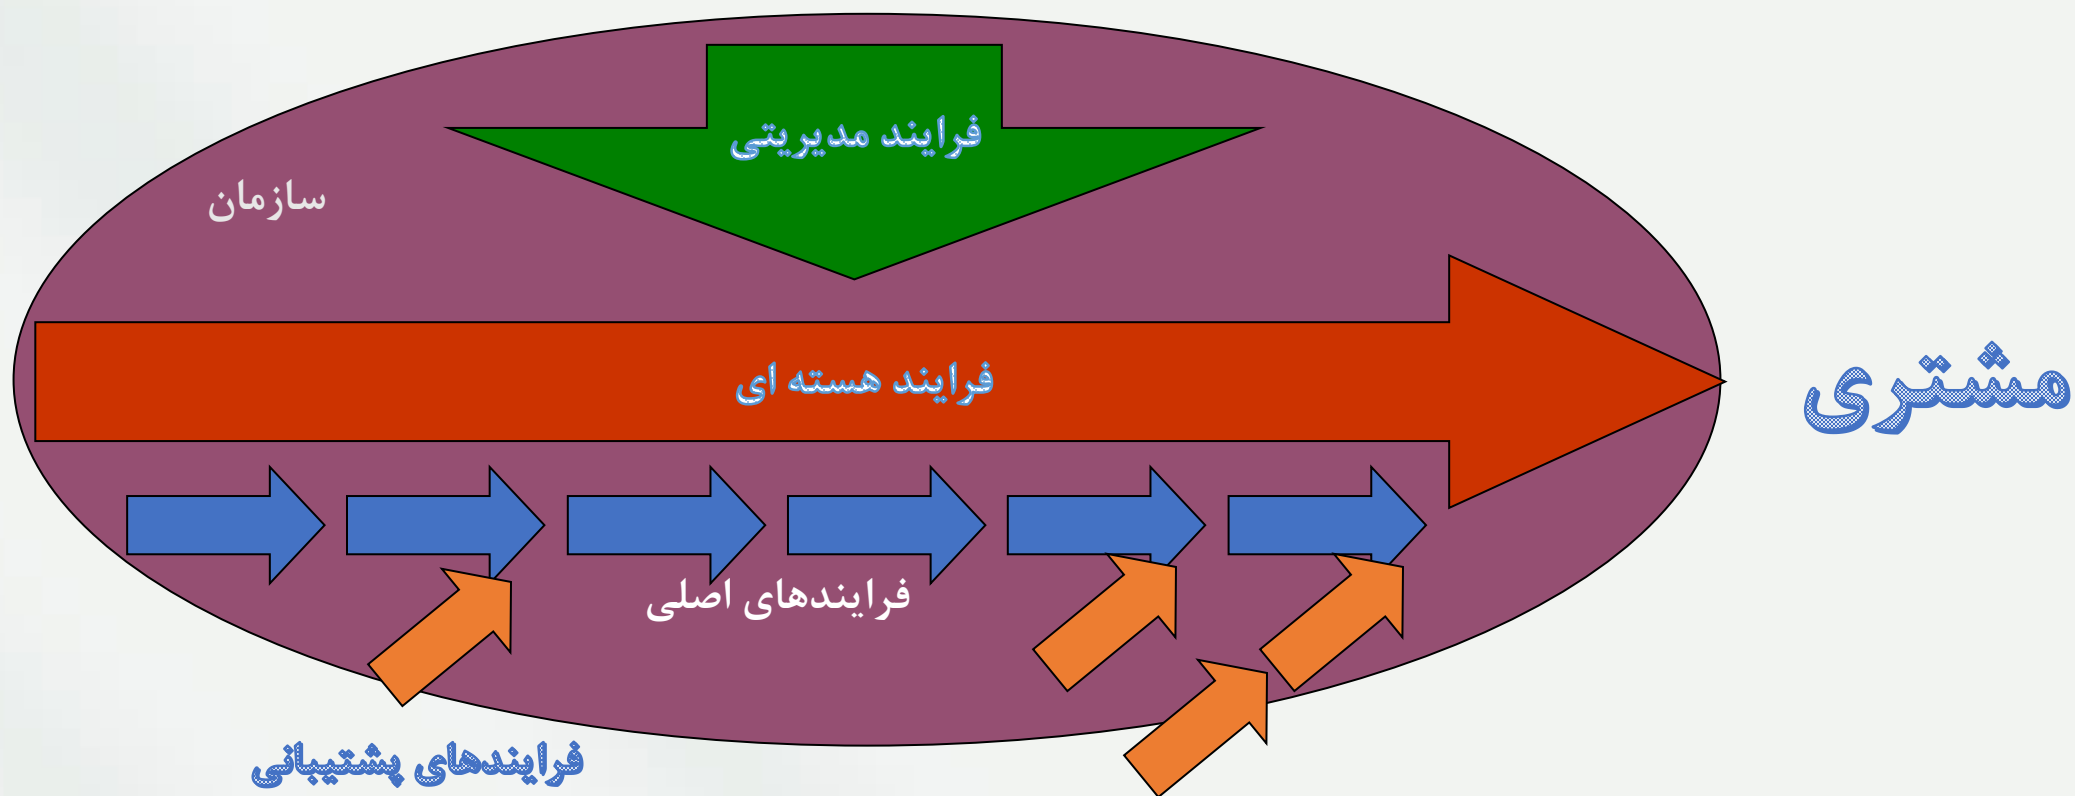 فرایند مدیریتی
سازمان
فرایند هسته ای
مشتری
فرایندهای اصلی
فرایندهای پشتیبانی